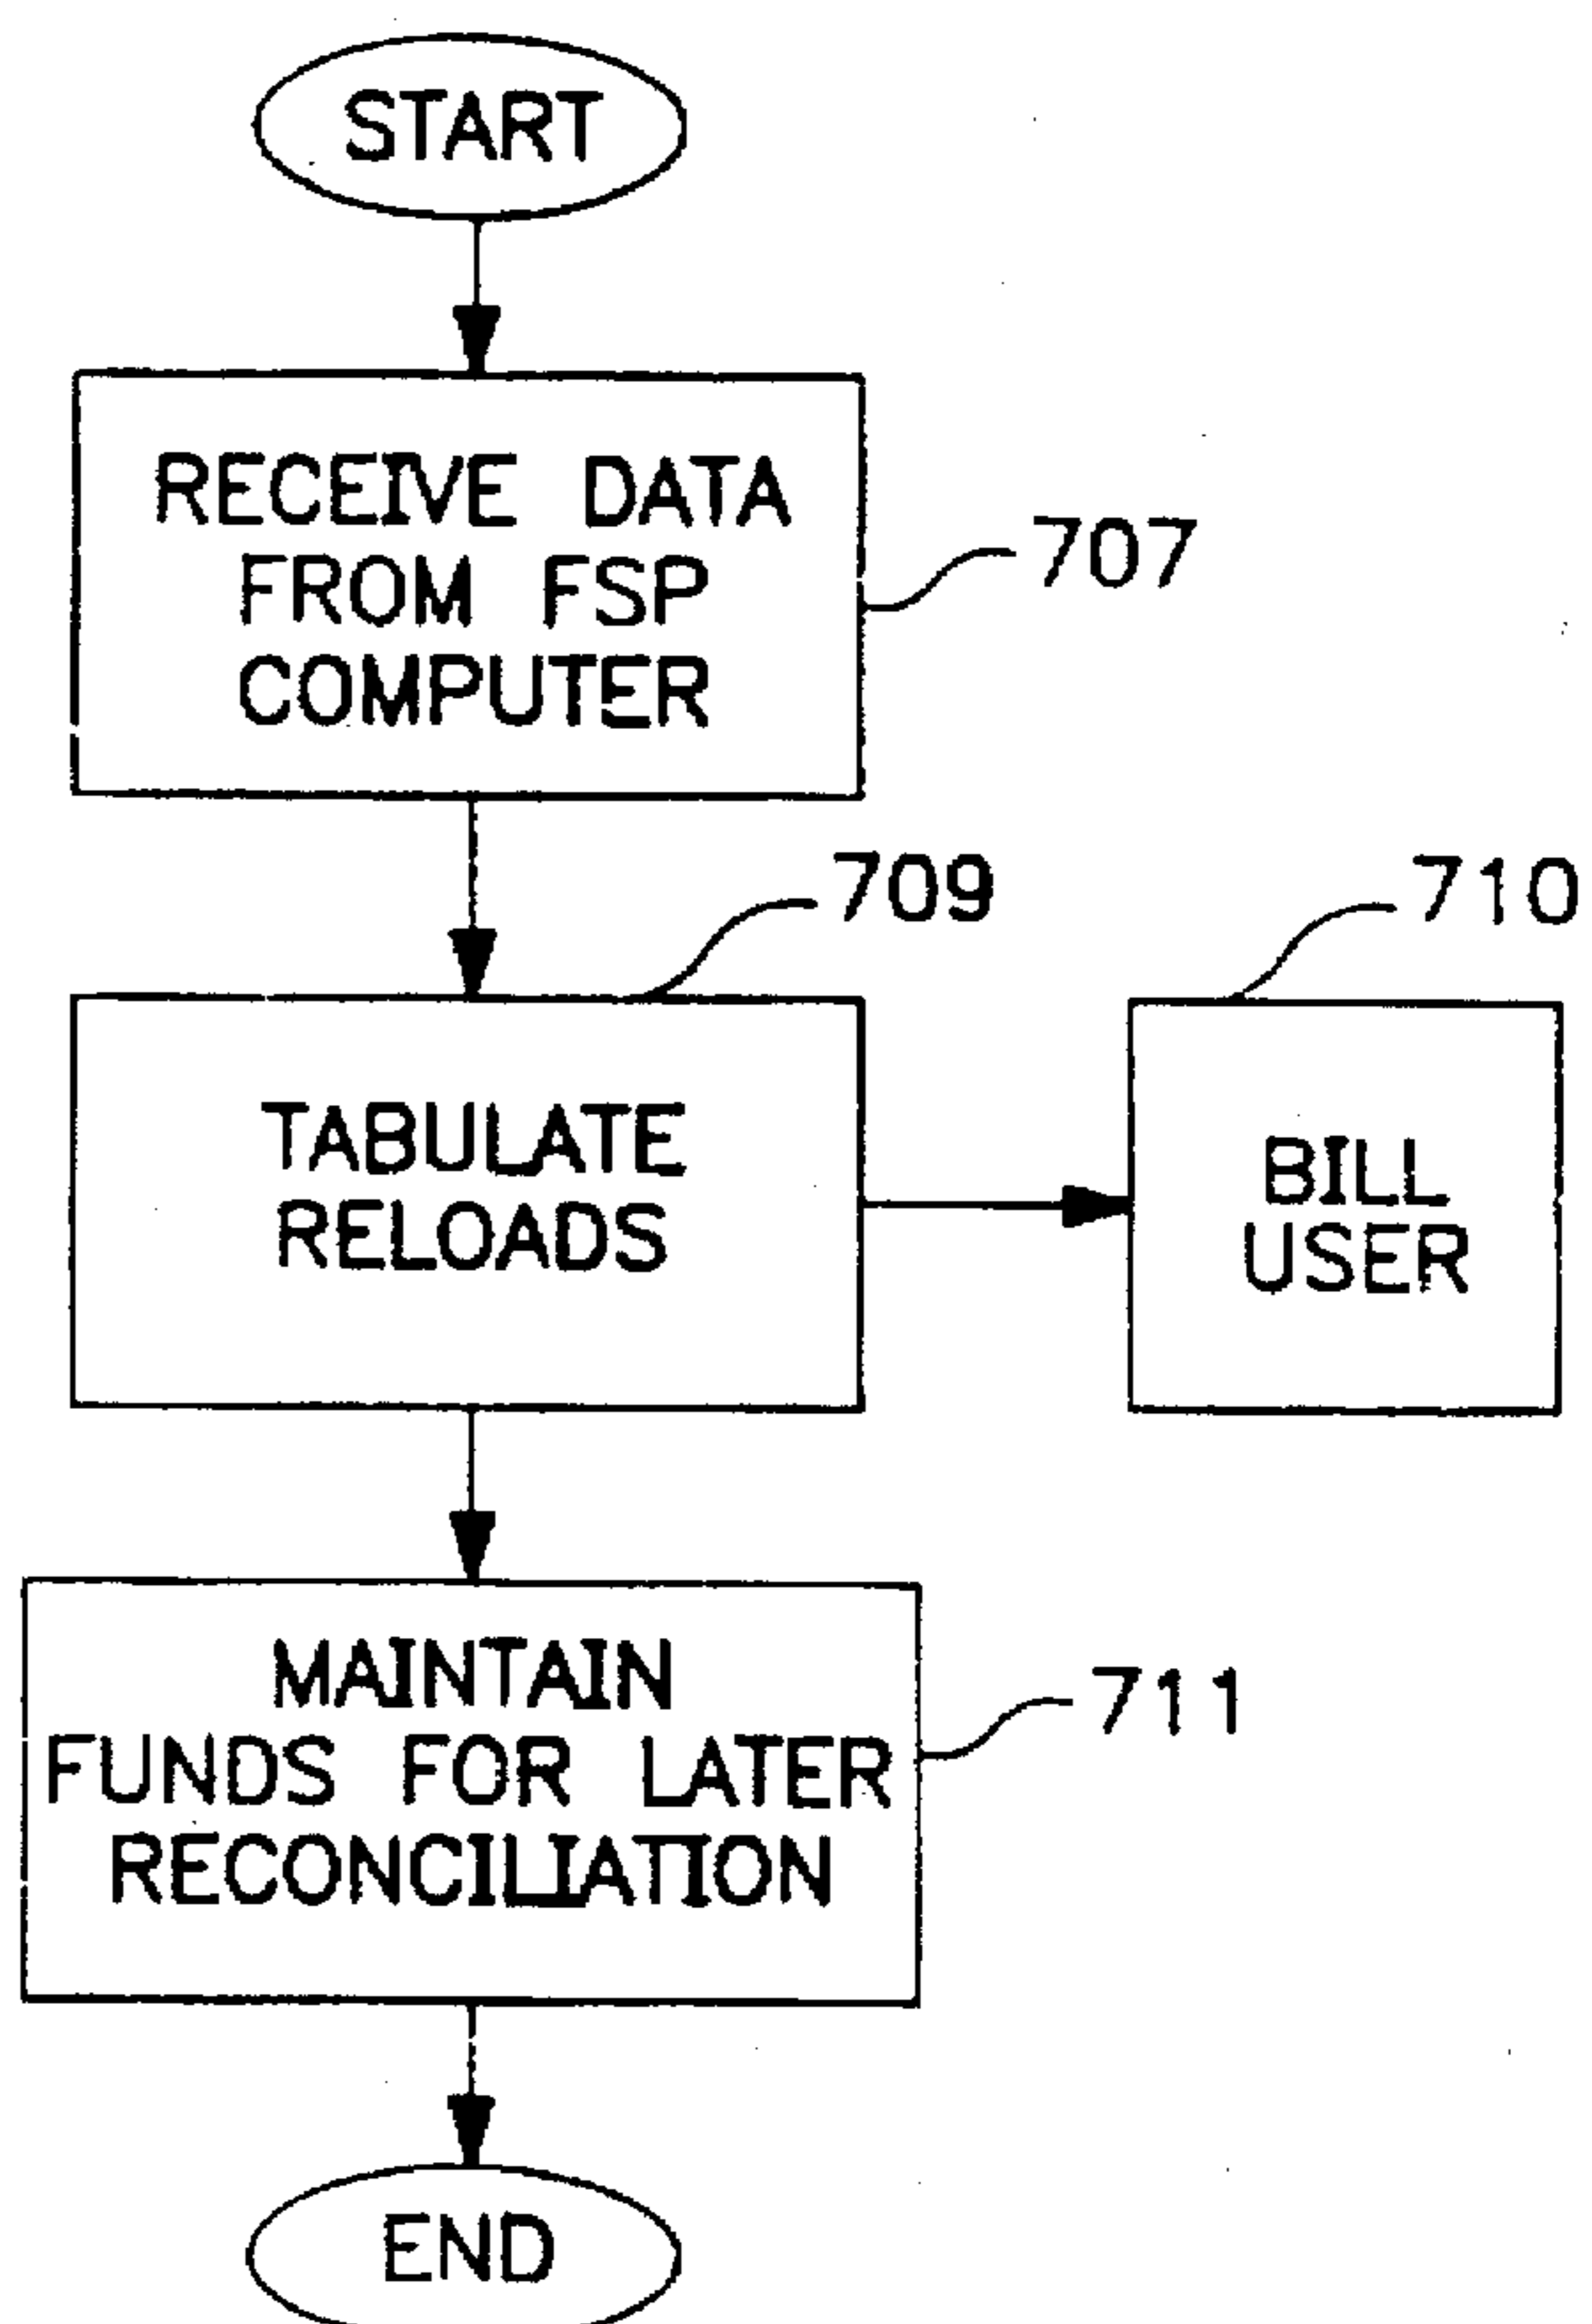 START
RECEIVE DATA
FROM FSP
COMPUTER
707
709
710
TABULATE
RELOADS
BILL
USER
MAINTAIN
FUNDS FOR LATER
RECONCILIATION
711
END